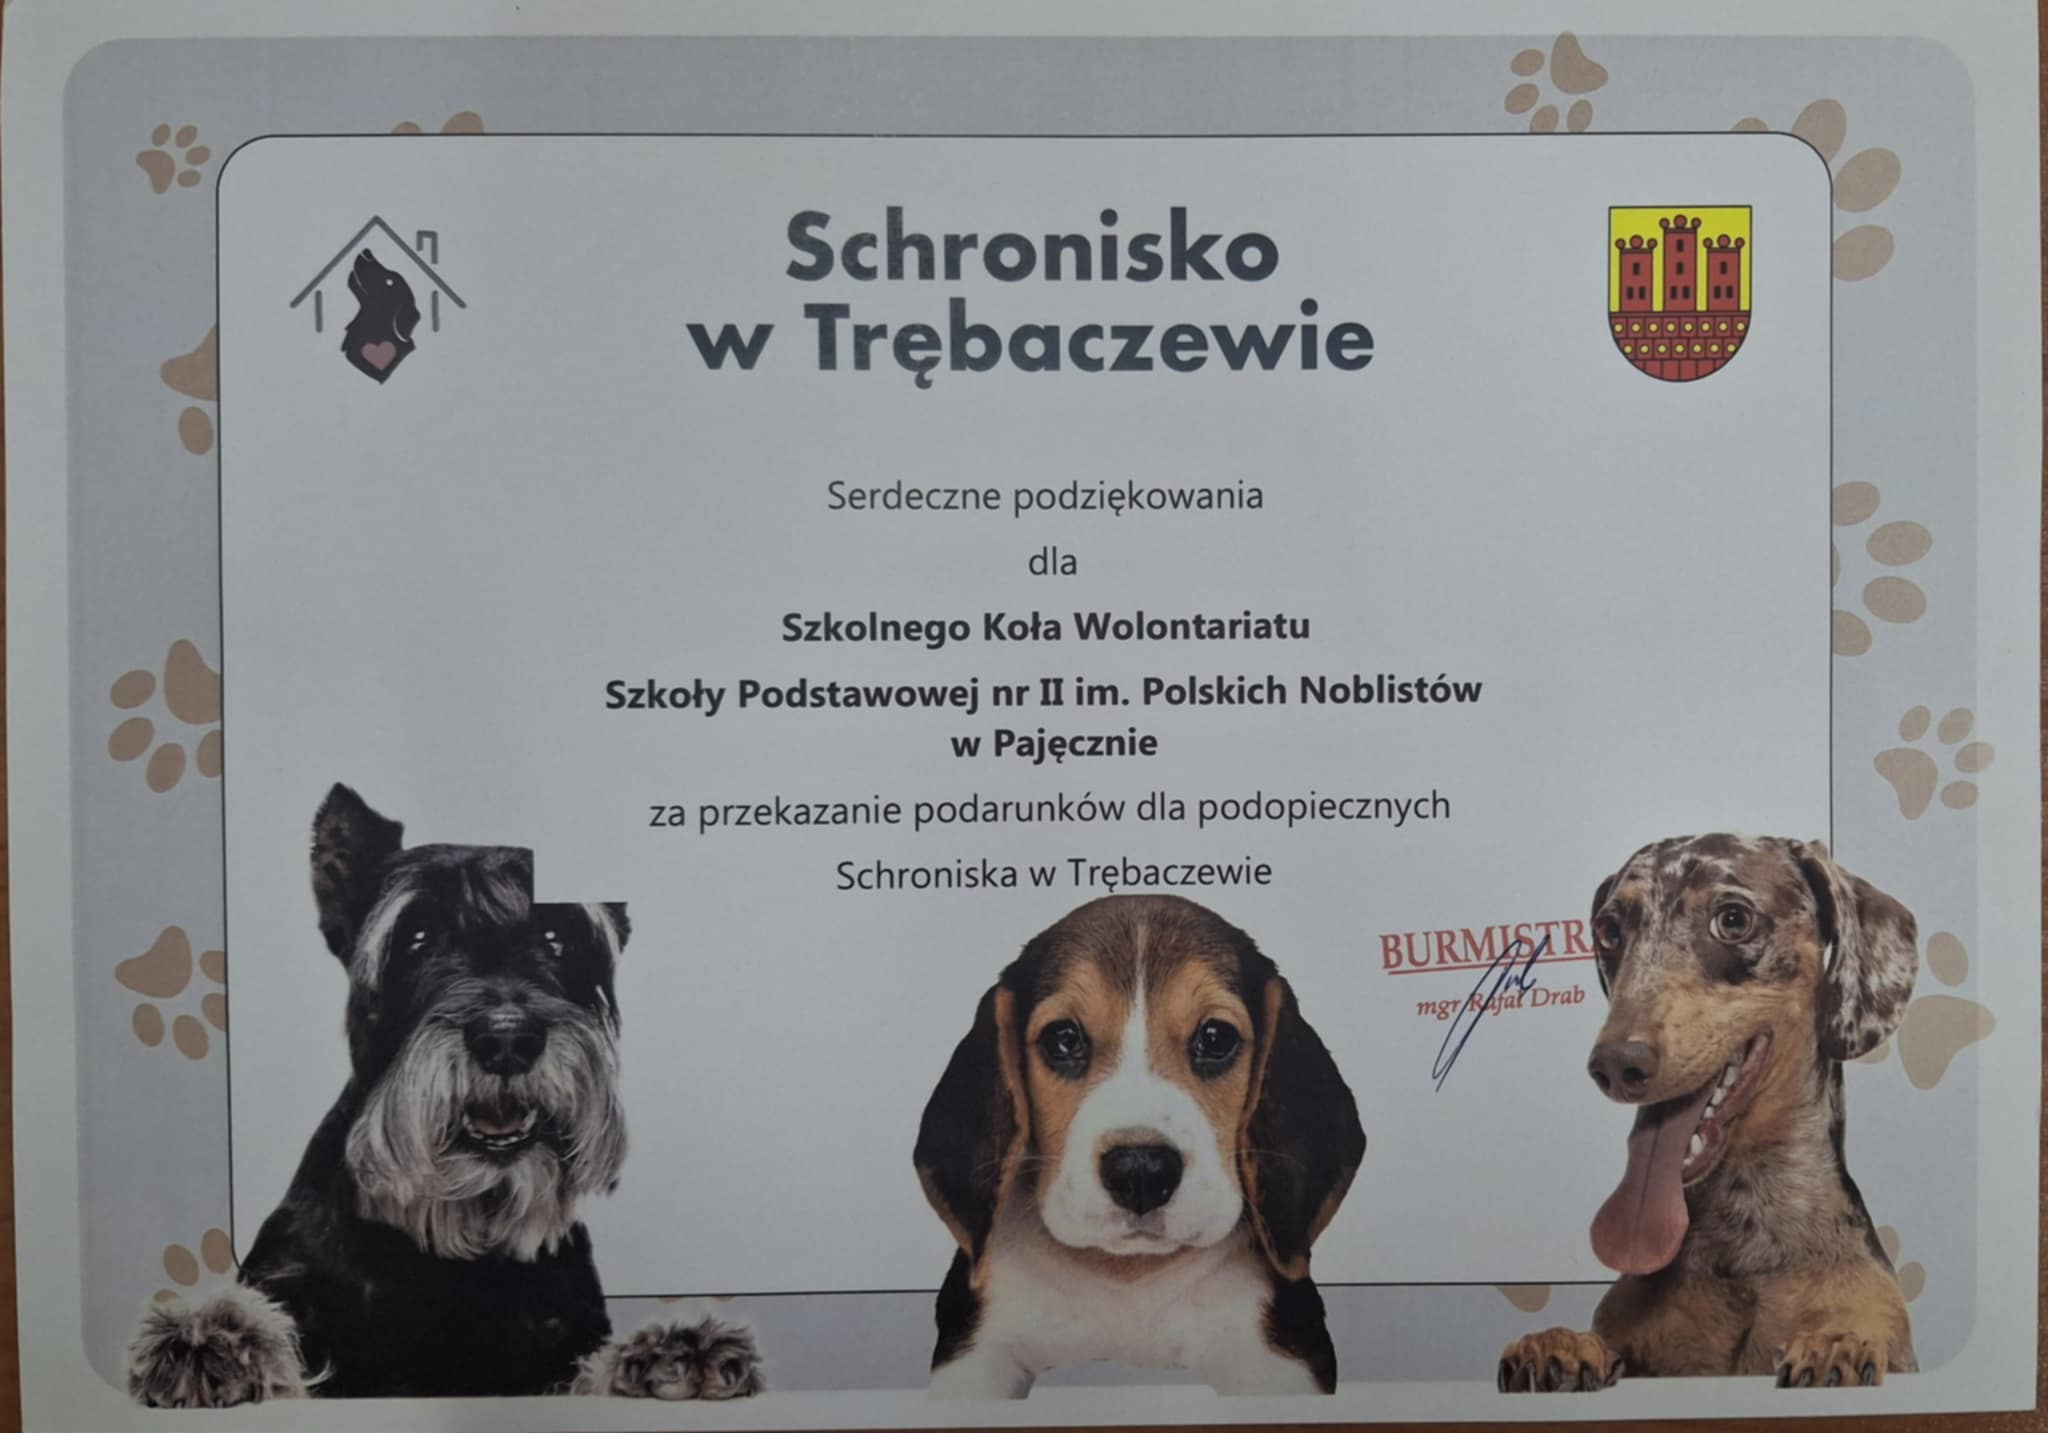 Schronisko
w Trębaczewie
Serdeczne podziękowania
dla
Szkolnego Koła Wolontariatu
Szkoły Podstawowej nr II im. Polskich Noblistów
w Pajęcznie
za przekazanie podarunków dla podopiecznych
Schroniska w Trębaczewie
BURMISTRZ
mgr Rafał Drab